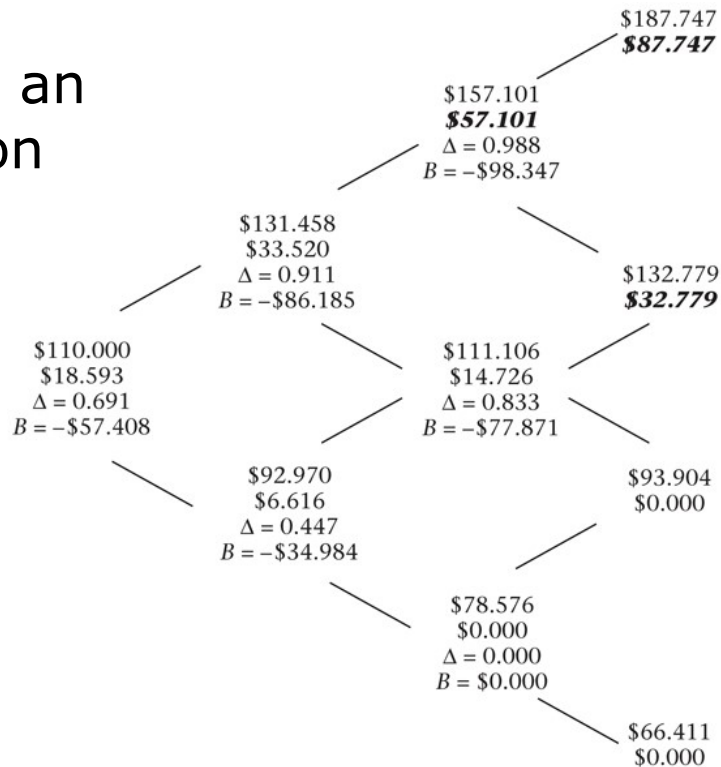 an
on
$187.747
$87.747
$157.101
$57.101
Δ = 0.988
B = –$98.347
$131.458
$33.520
Δ = 0.911
B = –$86.185
$132.779
$32.779
$110.000
$18.593
Δ = 0.691
B = –$57.408
$111.106
$14.726
Δ = 0.833
B = –$77.871
$92.970
$6.616
Δ = 0.447
B = –$34.984
$93.904
$0.000
$78.576
$0.000
Δ = 0.000
B = $0.000
$66.411
$0.000